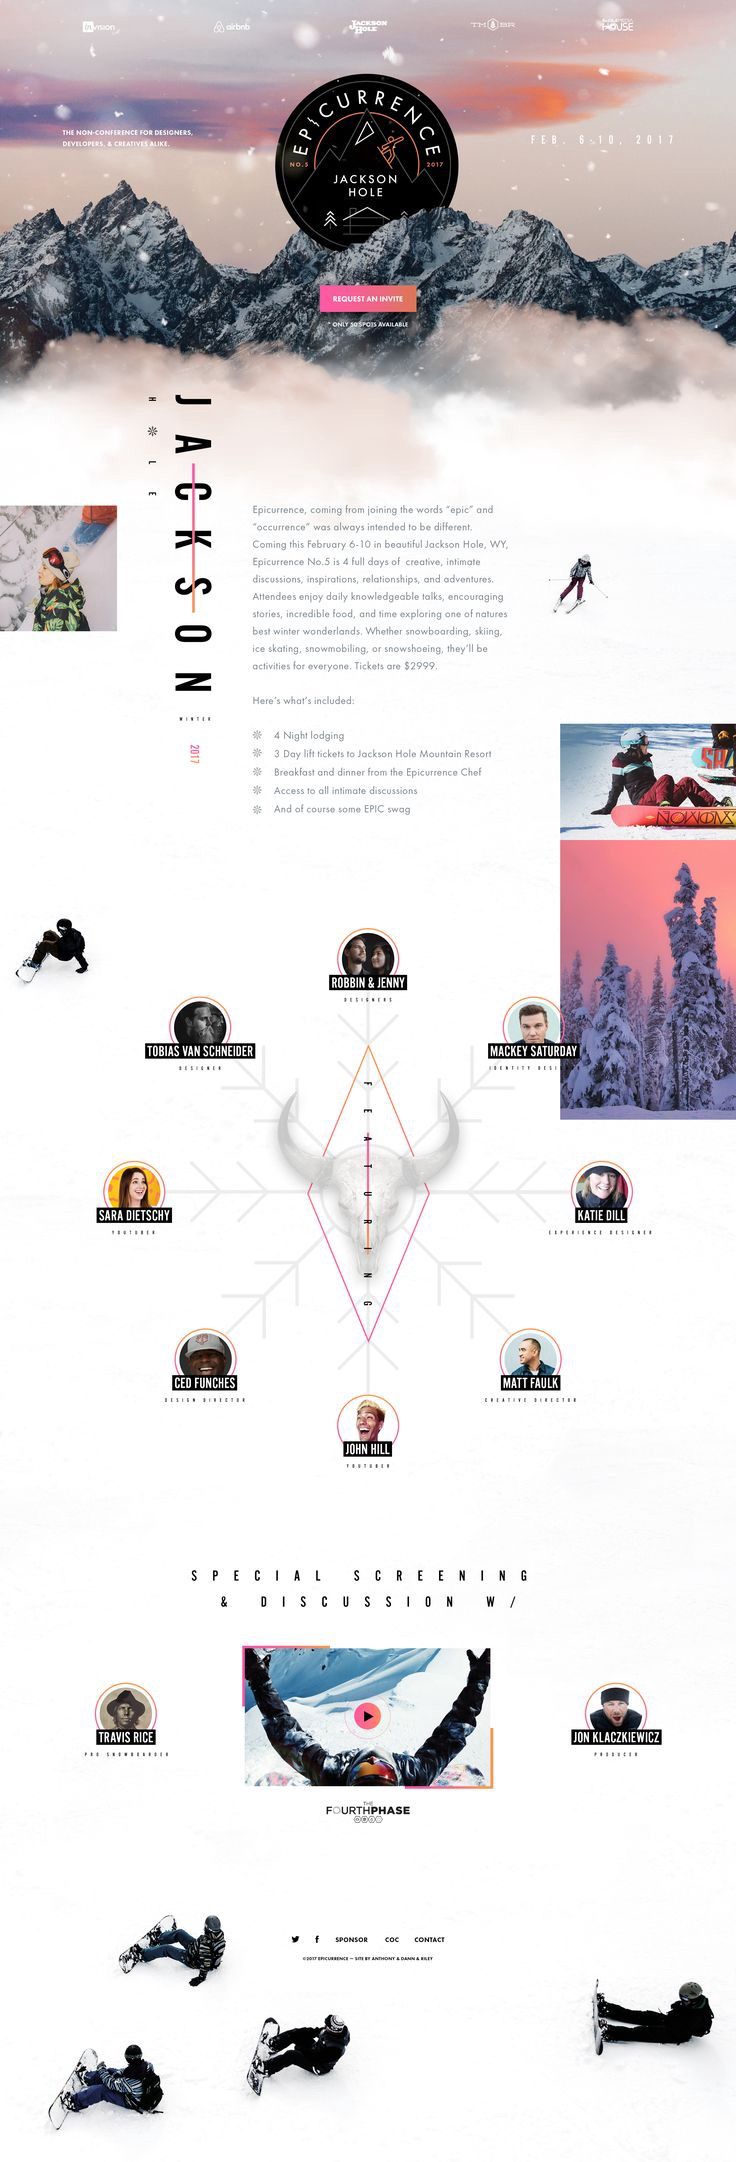 in vision
airbnb
JACKSON
HOLE
TM BR
HOUSE
EPICURRENCE
NO.5
2017
JACKSON
HOLE
THE NON-CONFERENCE FOR DESIGNERS,
DEVELOPERS, & CREATIVES ALIKE.
FEB. 6-10, 2017
REQUEST AN INVITE
* ONLY 50 SPOTS AVAILABLE
JACKSON
H LE
WINTER
2017
Epicurrence, coming from joining the words “epic” and
“occurrence” was always intended to be different.
Coming this February 6-10 in beautiful Jackson Hole, WY,
Epicurrence No.5 is 4 full days of creative, intimate
discussions, inspirations, relationships, and adventures.
Attendees enjoy daily knowledgeable talks, encouraging
stories, incredible food, and time exploring one of natures
best winter wonderlands. Whether snowboarding, skiing,
ice skating, snowmobiling, or snowshoeing, they’ll be
activities for everyone. Tickets are $2999.
Here’s what’s included:
4 Night lodging
3 Day lift tickets to Jackson Hole Mountain Resort
Breakfast and dinner from the Epicurrence Chef
Access to all intimate discussions
And of course some EPIC swag
ROBBIN & JENNY
DESIGNERS
TOBIAS VAN SCHNEIDER
DESIGNER
MACKEY SATURDAY
IDENTITY DESIGNER
FEATURING
SARA DIETSCHY
YOUTUBER
KATIE DILL
EXPERIENCE DESIGNER
CED FUNCHES
DESIGN DIRECTOR
MATT FAULK
CREATIVE DIRECTOR
JOHN HILL
YOUTUBER
SPECIAL SCREENING
& DISCUSSION W/
TRAVIS RICE
PRO SNOWBOARDER
JON KLACZKIEWICZ
PRODUCER
THE
FOURTHPHASE
SPONSOR
COC
CONTACT
©2017 EPICURRENCE — SITE BY ANTHONY & DANN & RILEY